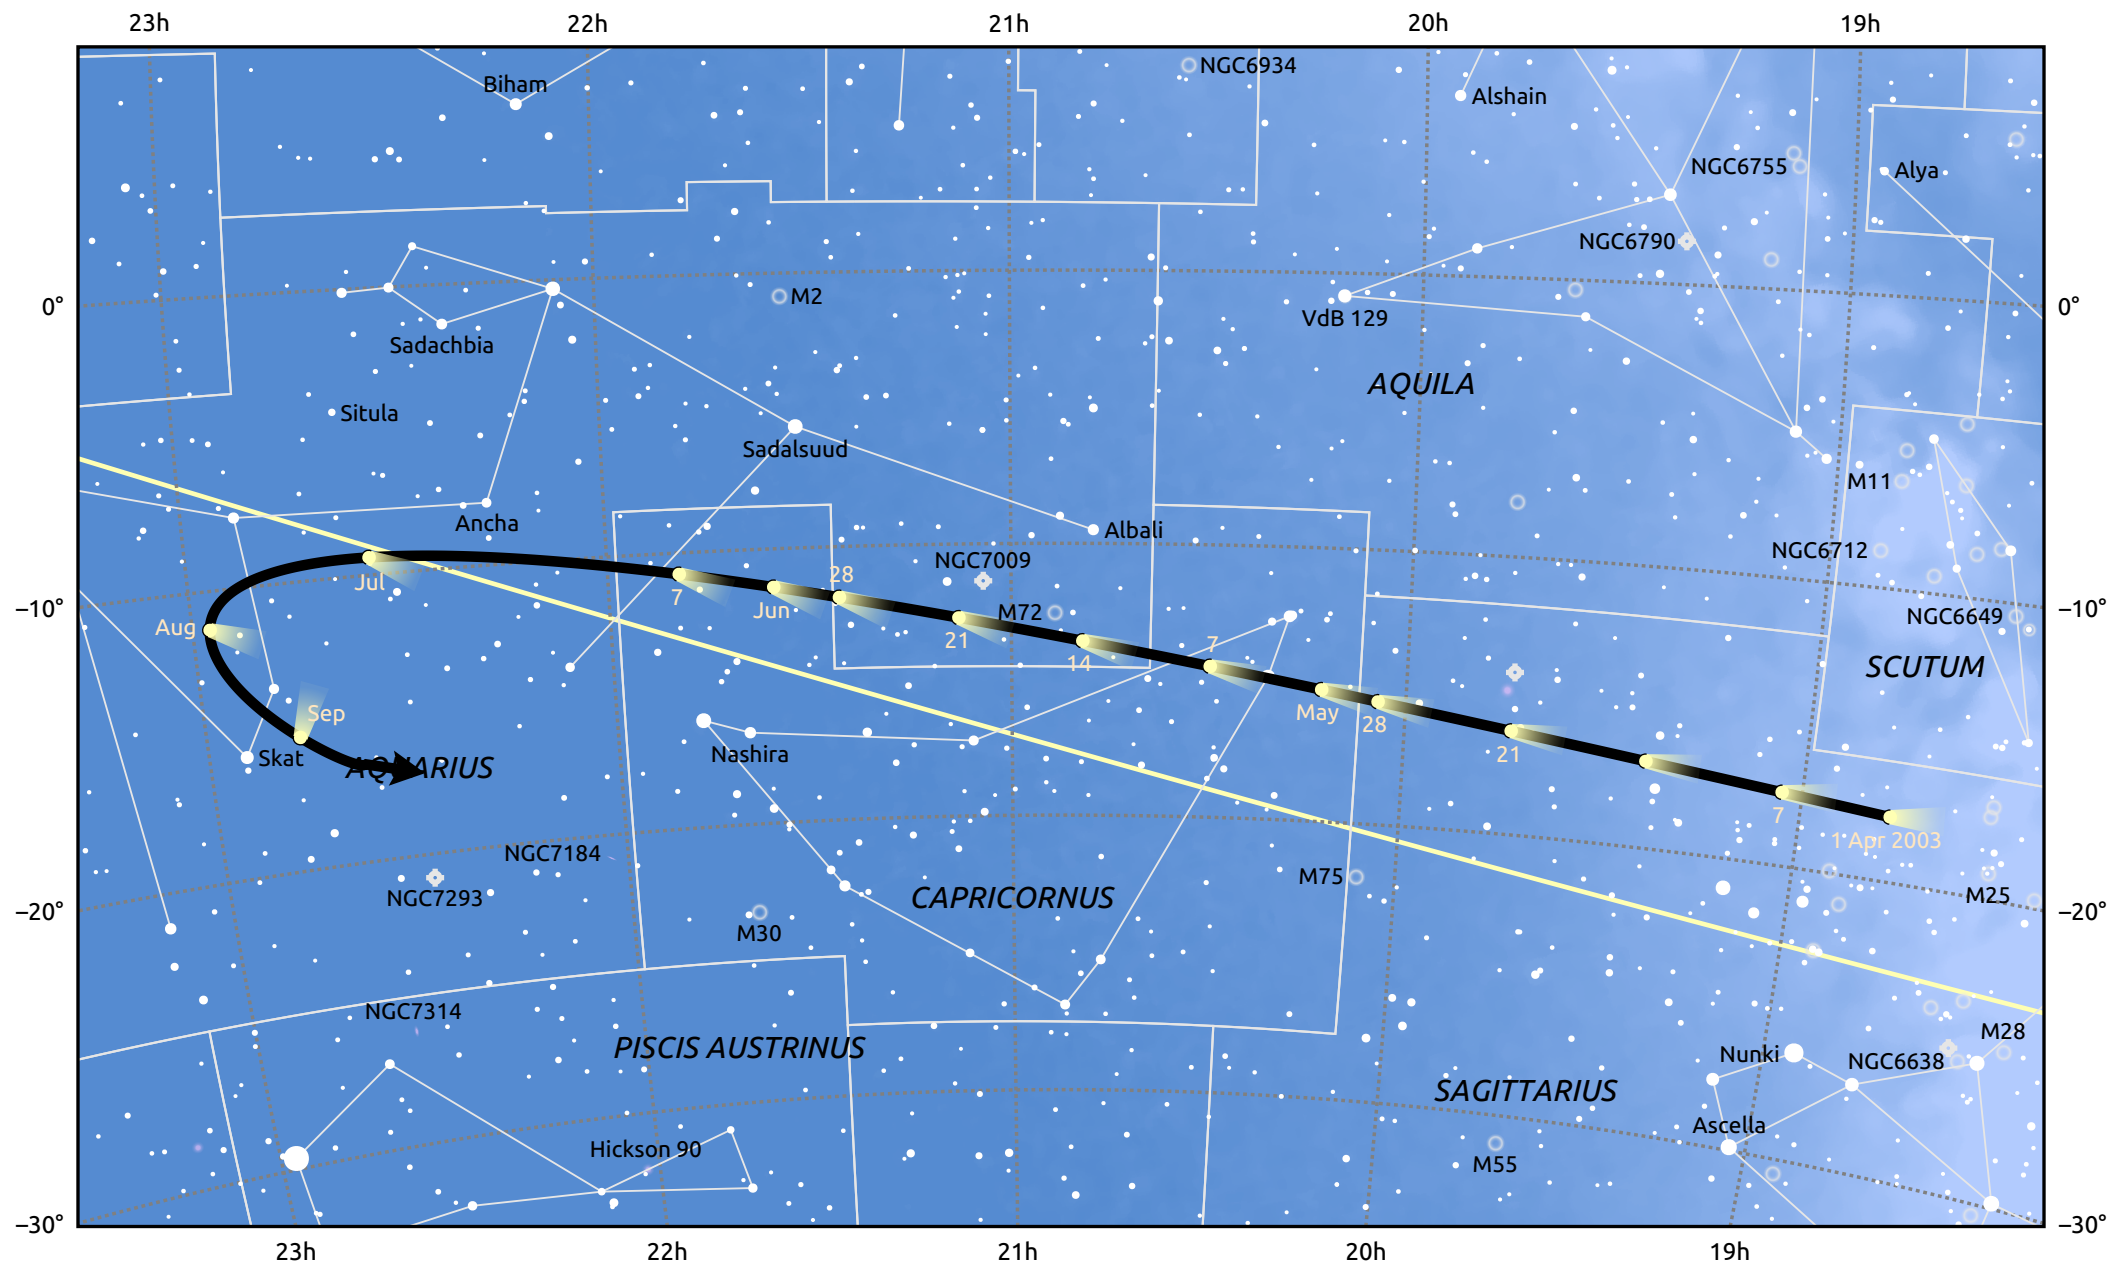 23h 22h 21h 20h 19h
Biham
NGC6934
Alshain
NGC6755
Alya
NGC6790
M2
0° 0°
VdB 129
Sadachbia
AQUILA
Situla
Sadalsuud
M11
Ancha
Albali
NGC6712
NGC7009
28
Jul
7
Jun
M72
−10° −10°
NGC6649
Aug
21
7
14
SCUTUM
Sep
May
28
21
Nashira
Skat
AQUARIUS
7
1 Apr 2003
NGC7184
M75
NGC7293
CAPRICORNUS
M25
−20° −20°
M30
NGC7314
M28
PISCIS AUSTRINUS
Nunki
NGC6638
SAGITTARIUS
Ascella
Hickson 90
M55
−30° −30°
23h 22h 21h 20h 19h